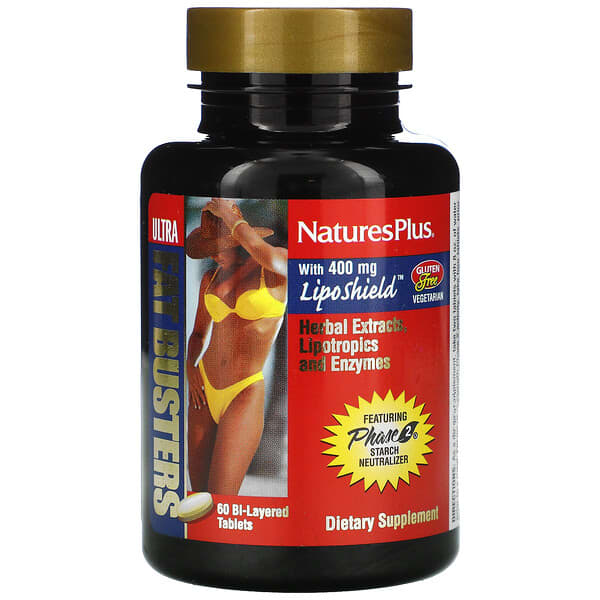 ULTRA
FAT BUSTERS
NaturesPlus®
With 400 mg
LipoShield™
GLUTEN
Free
VEGETARIAN
Herbal Extracts,
Lipotropics
and Enzymes
FEATURING
Phase 2®
STARCH
NEUTRALIZER
60 Bi-Layered
Tablets
Dietary Supplement